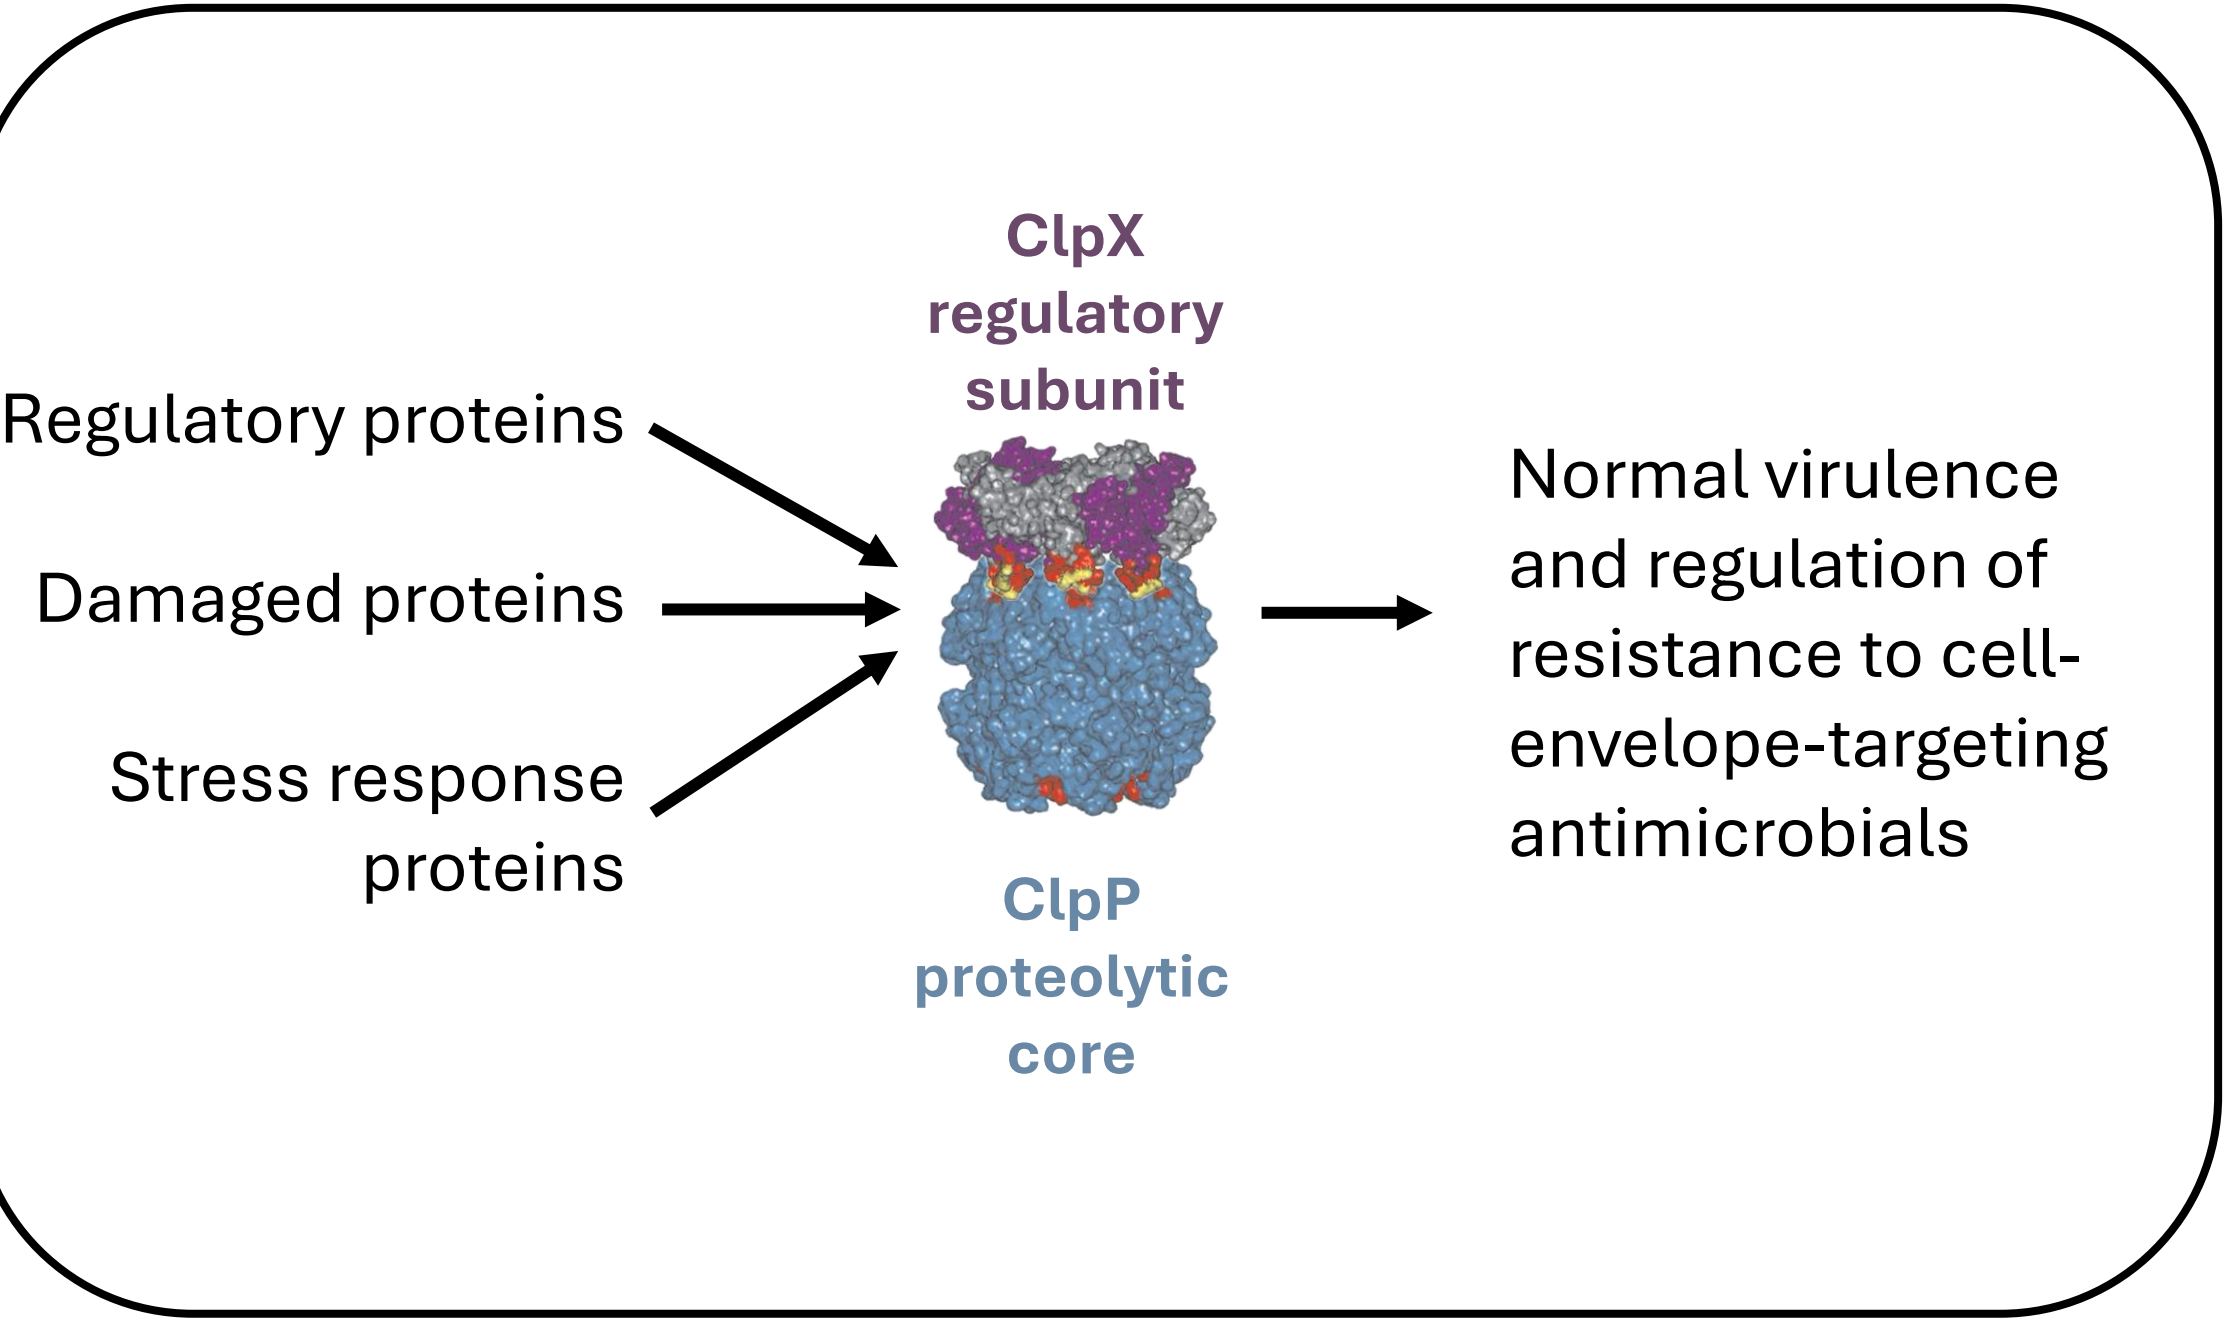 ClpX
regulatory
subunit
Regulatory proteins
Damaged proteins
Stress response
proteins
Normal virulence
and regulation of
resistance to cell-
envelope-targeting
antimicrobials
ClpP
proteolytic
core